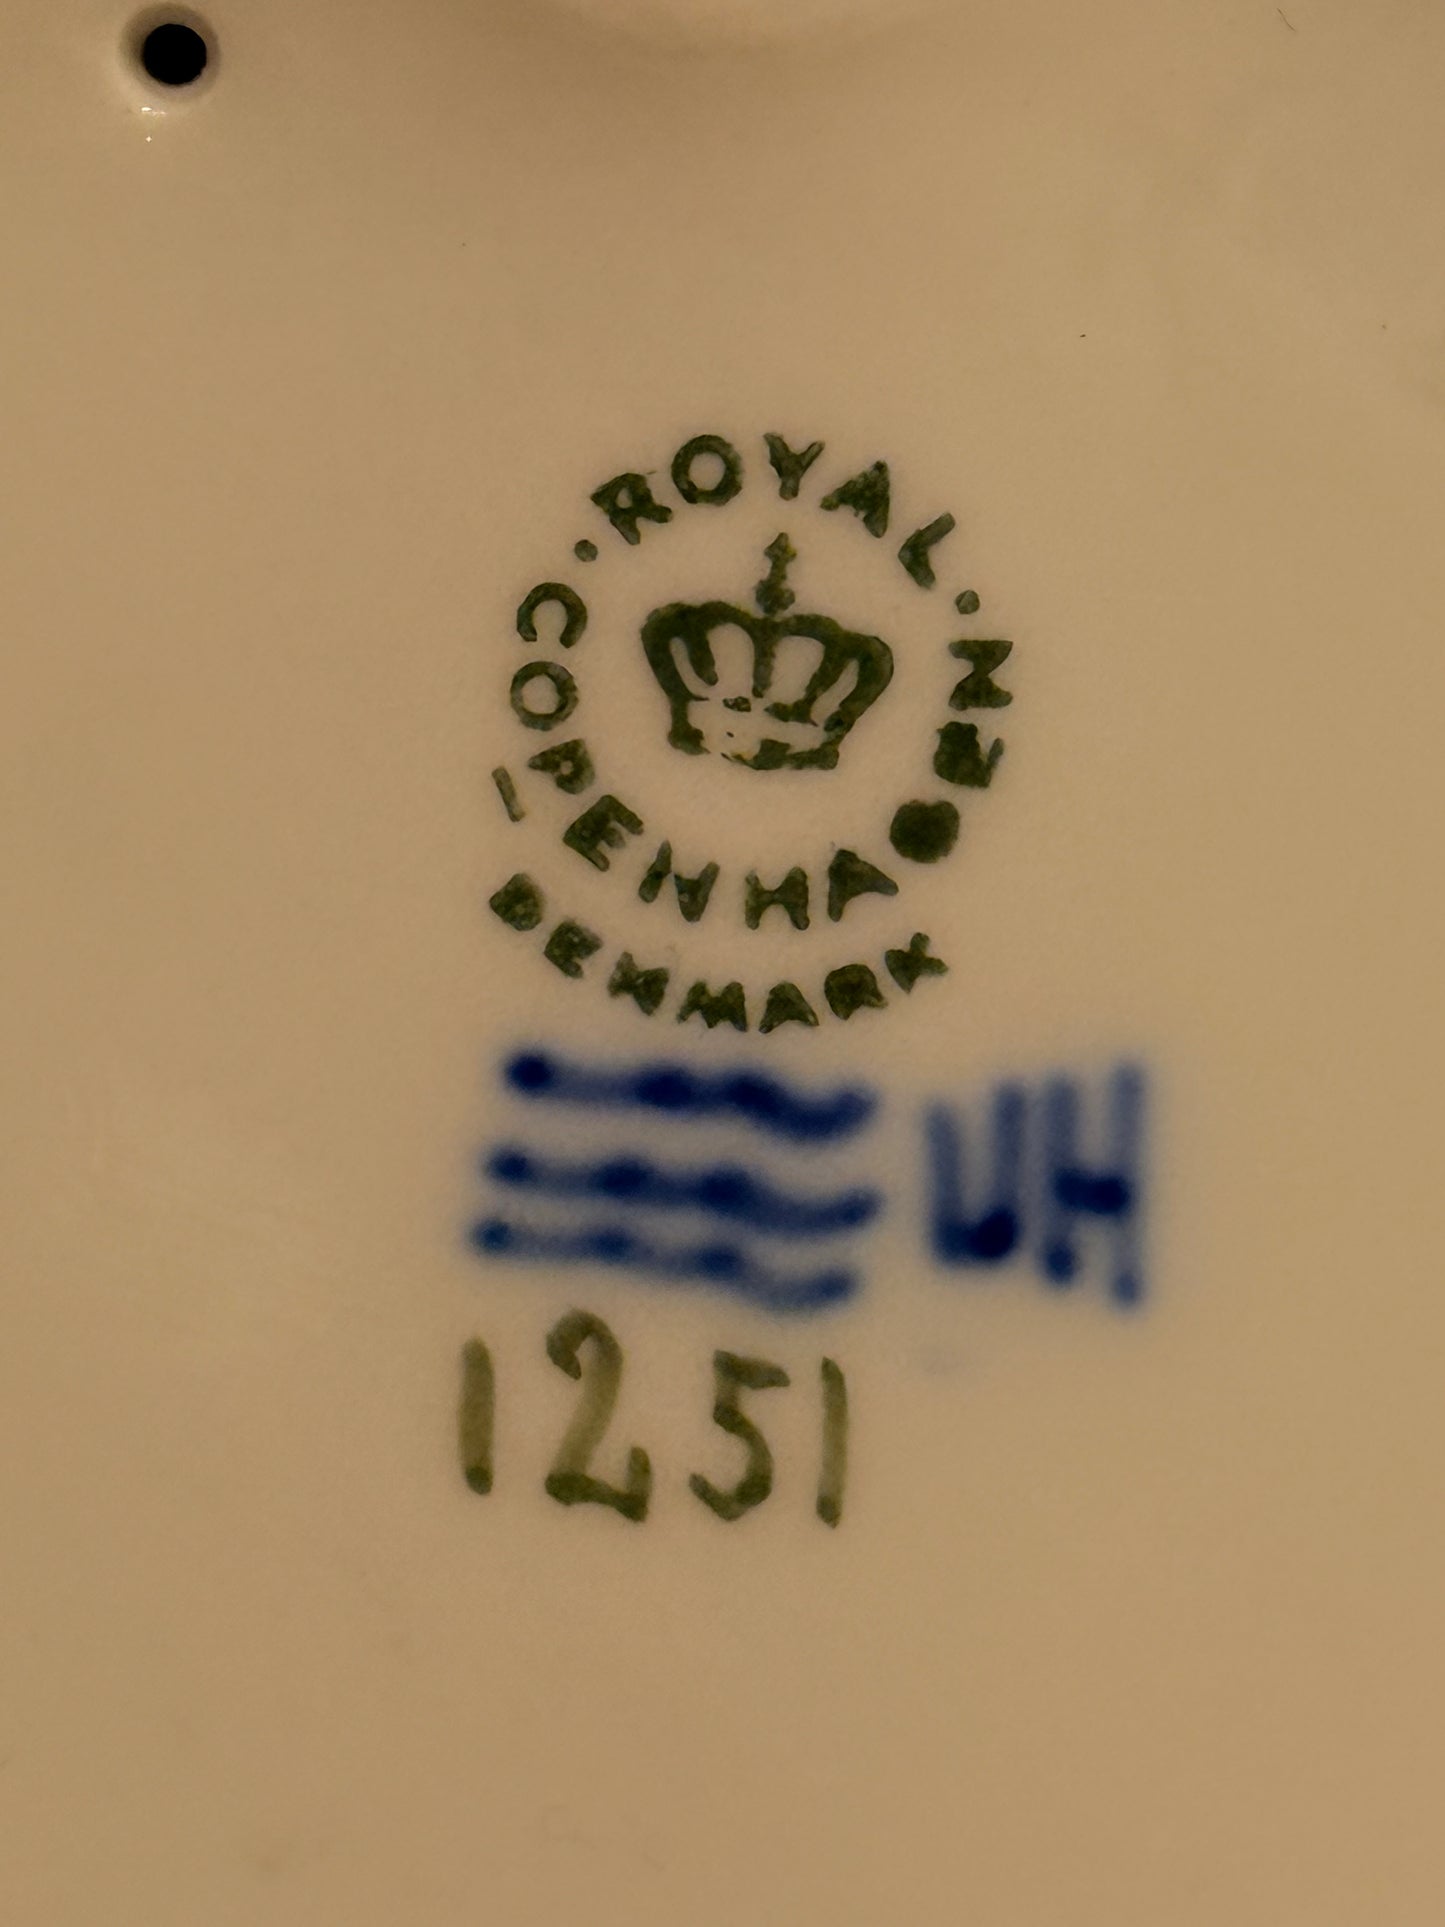 ROYAL
COPENHAGEN
DENMARK
UH
1251